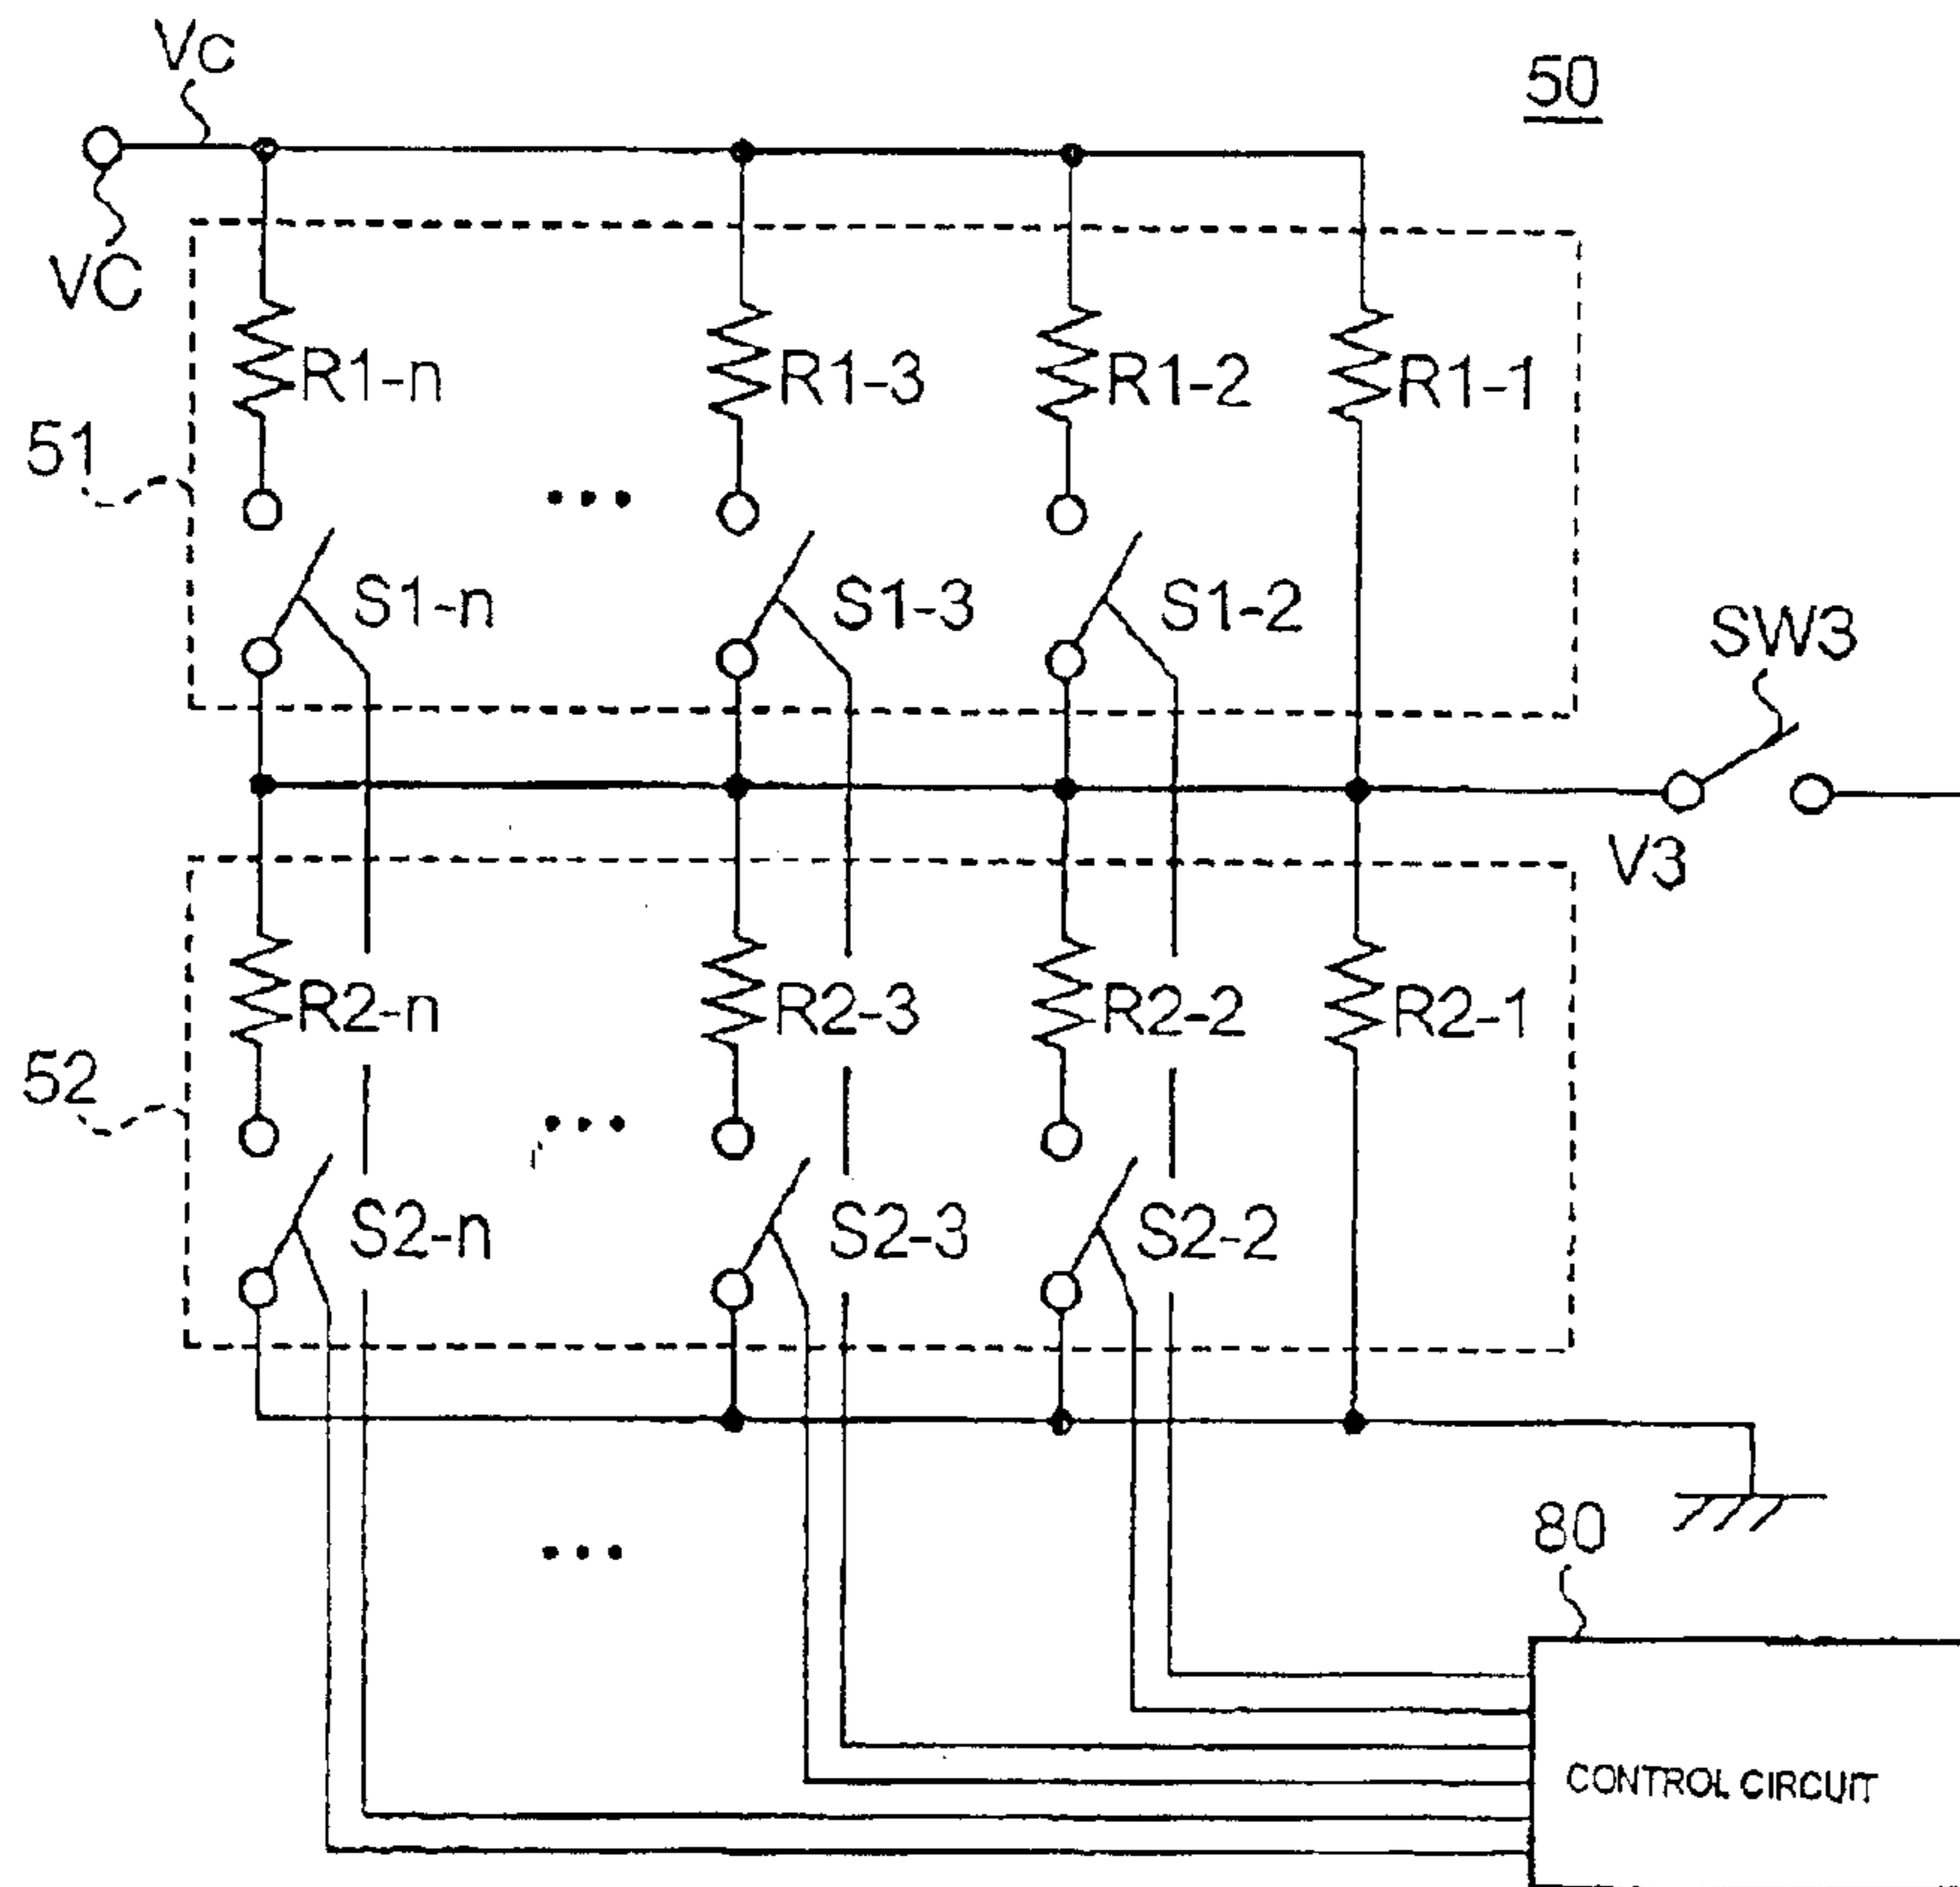 Vc
50
VC
R1-n
R1-3
R1-2
R1-1
51
...
S1-n
S1-3
S1-2
SW3
V3
R2-n
R2-3
R2-2
R2-1
52
...
S2-n
S2-3
S2-2
...
80
CONTROL CIRCUIT